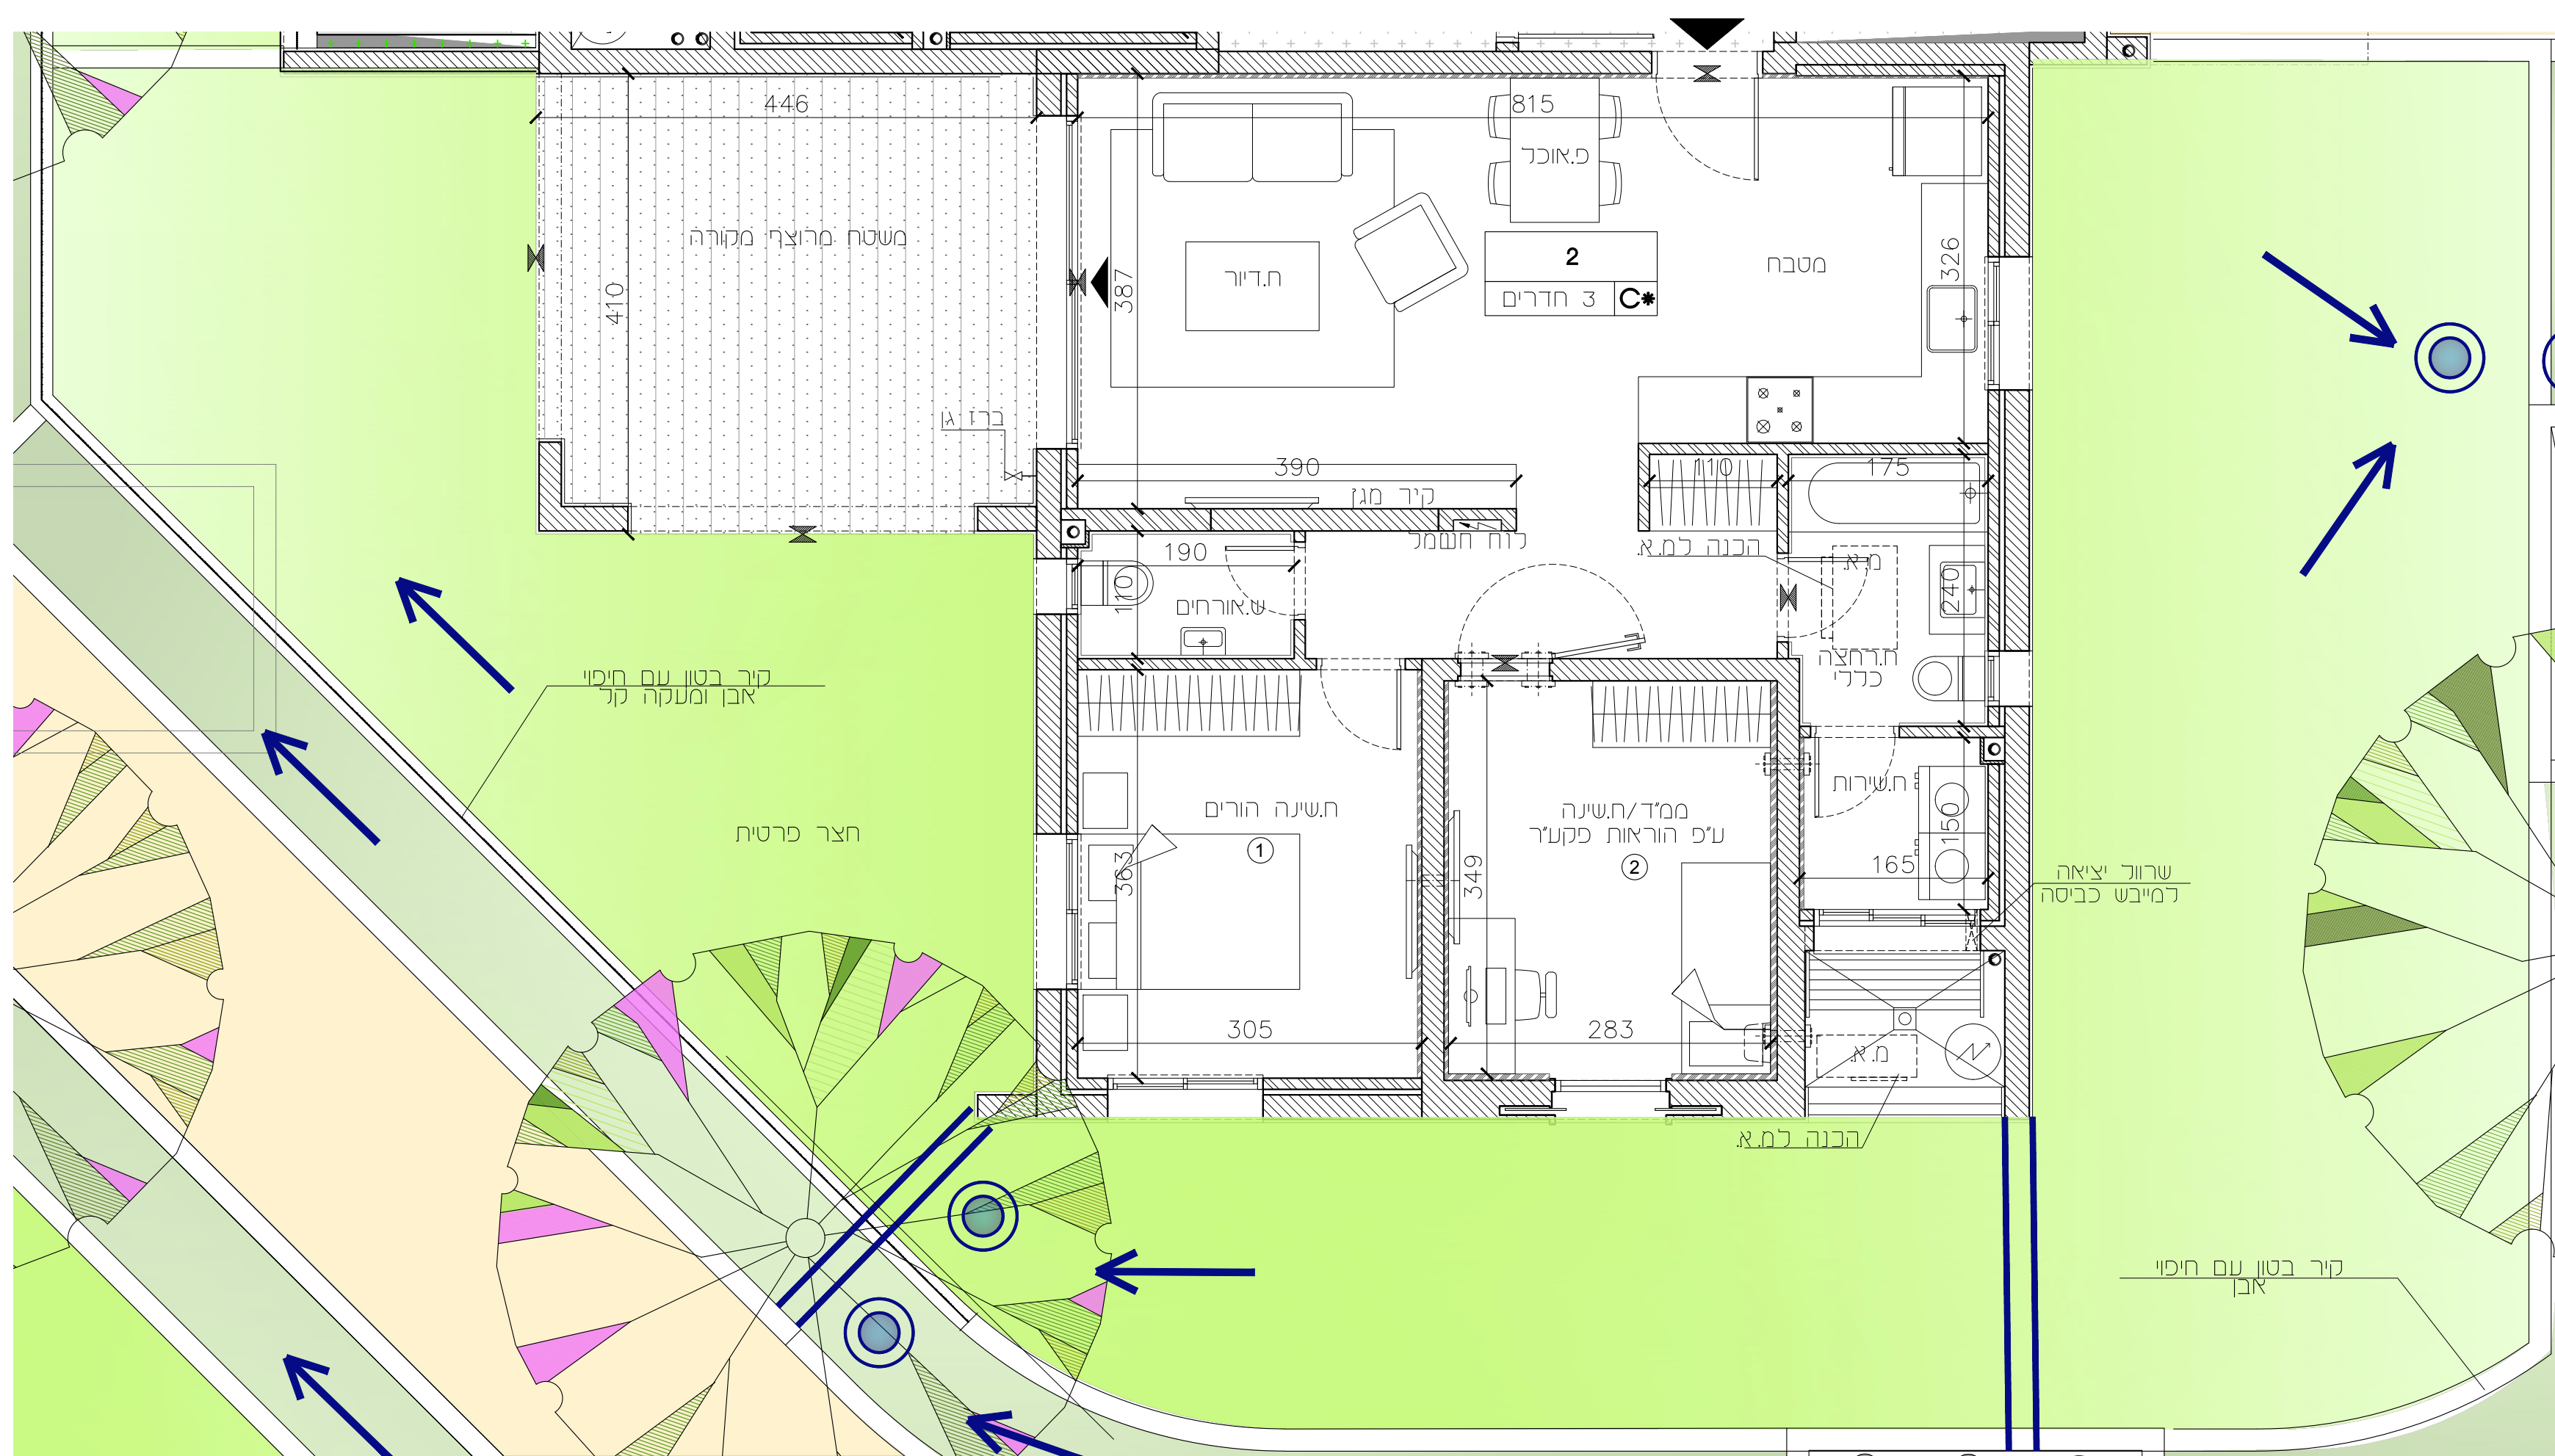 446
815
פ.אוכל
משטח מרוצף מקורה
410
387
ח.דיור
2
3 חדרים
C*
מטבח
326
ברז גן
390
קיר מגן
110
175
לוח חשמל
הכנה למ.א.
מ.א.
190
110
ש.אורחים
240
ח.רחצה
כללי
קיר בטון עם חיפוי
אבן ומעקה קל
חצר פרטית
ח.שינה הורים
1
363
305
ממ"ד/ח.שינה
ע"פ הוראות פקע"ר
2
349
283
ח.שירות
150
165
שרוול יציאה
למייבש כביסה
מ.א.
הכנה למ.א.
קיר בטון עם חיפוי
אבן